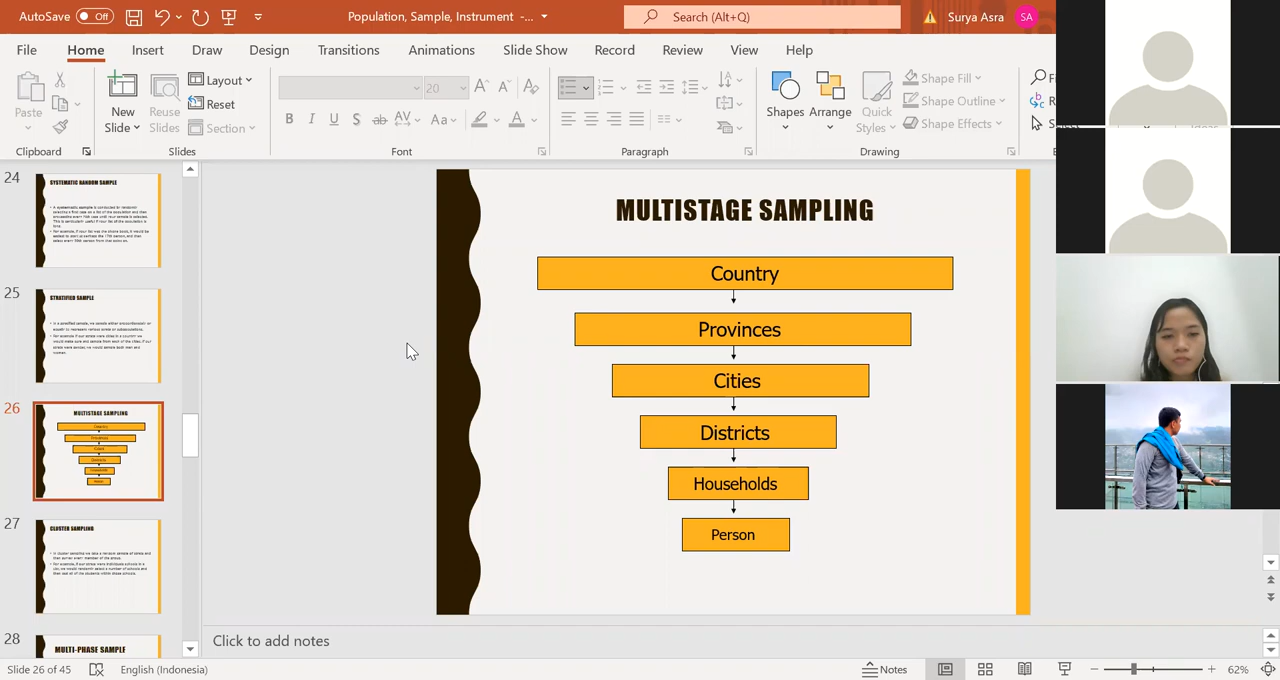 AutoSave Off Population, Sample, Instrument -... Search (Alt+Q) Surya Asra SA
File Home Insert Draw Design Transitions Animations Slide Show Record Review View Help
Paste
New Slide
Reuse Slides
Layout
Reset
Section
20
Shapes
Arrange
Quick Styles
Shape Fill
Shape Outline
Shape Effects
Clipboard Slides Font Paragraph Drawing
24
SYSTEMATIC RANDOM SAMPLE
25
STRATIFIED SAMPLE
26
MULTISTAGE SAMPLING
27
CLUSTER SAMPLING
28
MULTI-PHASE SAMPLE
MULTISTAGE SAMPLING
Country
Provinces
Cities
Districts
Households
Person
Click to add notes
Slide 26 of 45 English (Indonesia) Notes 62%